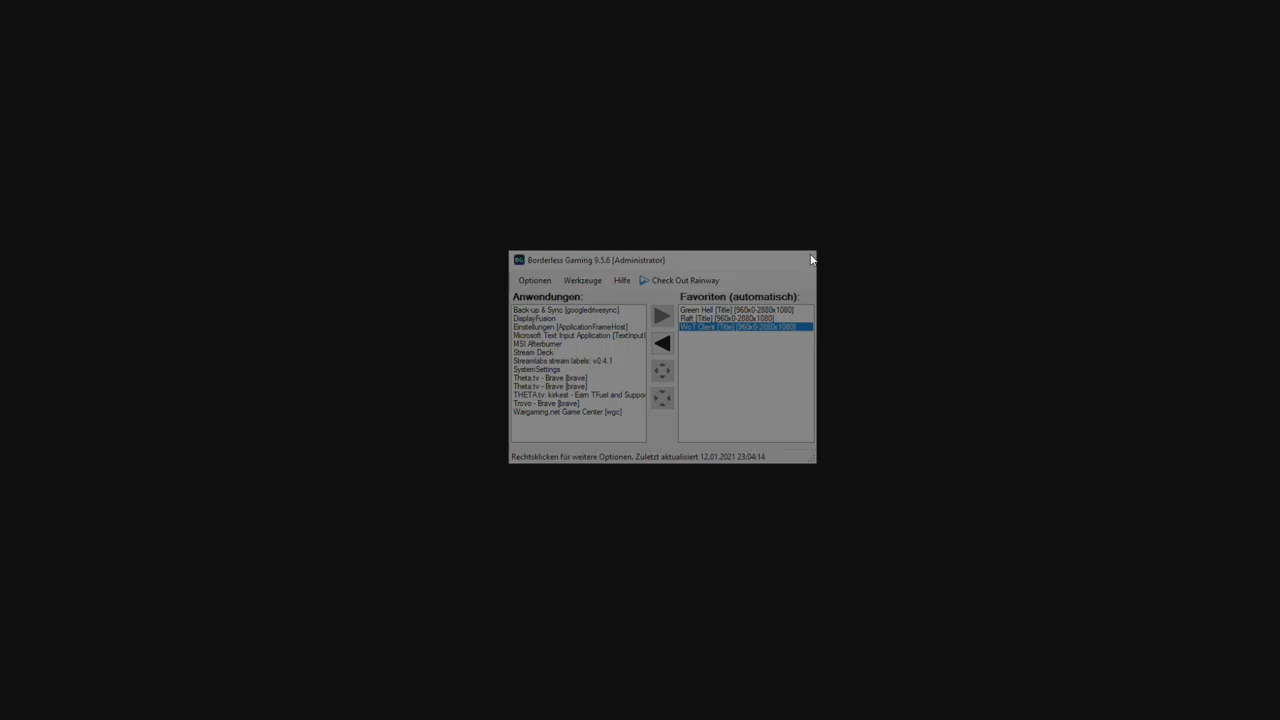 BG Borderless Gaming 9.5.6 [Administrator]
Optionen Werkzeuge Hilfe Check Out Rainway
Anwendungen:
Back-up & Sync [googledrivesync]
DisplayFusion
Einstellungen [ApplicationFrameHost]
Microsoft Text Input Application [TextInputI
MSI Afterburner
Stream Deck
Streamlabs stream labels: v0.4.1
SystemSettings
Theta.tv - Brave [brave]
Theta.tv - Brave [brave]
THETA.tv: kirkest - Earn TFuel and Suppor
Trovo - Brave [brave]
Wargaming.net Game Center [wgc]
Favoriten (automatisch):
Green Hell [Title] [960x0-2880x1080]
Raft [Title] [960x0-2880x1080]
WoT Client [Title] [960x0-2880x1080]
Rechtsklicken für weitere Optionen. Zuletzt aktualisiert 12.01.2021 23:04:14